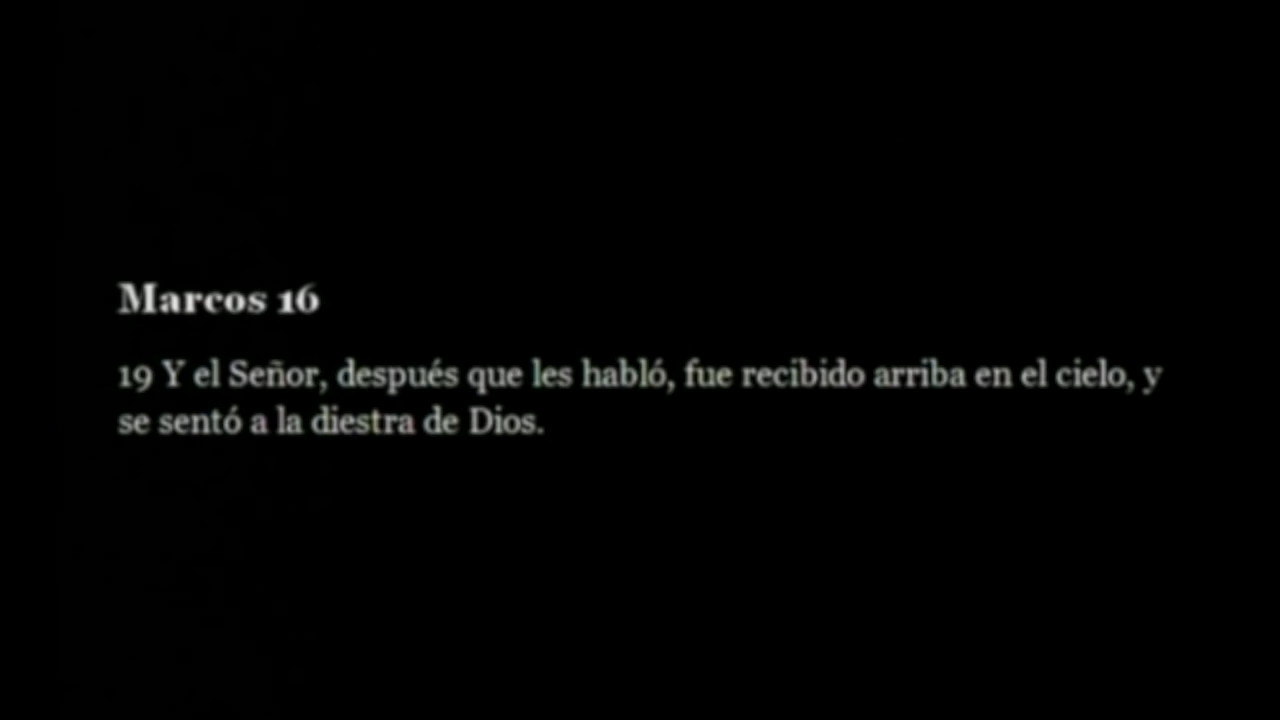 Marcos 16
19 Y el Señor, después que les habló, fue recibido arriba en el cielo, y
se sentó a la diestra de Dios.